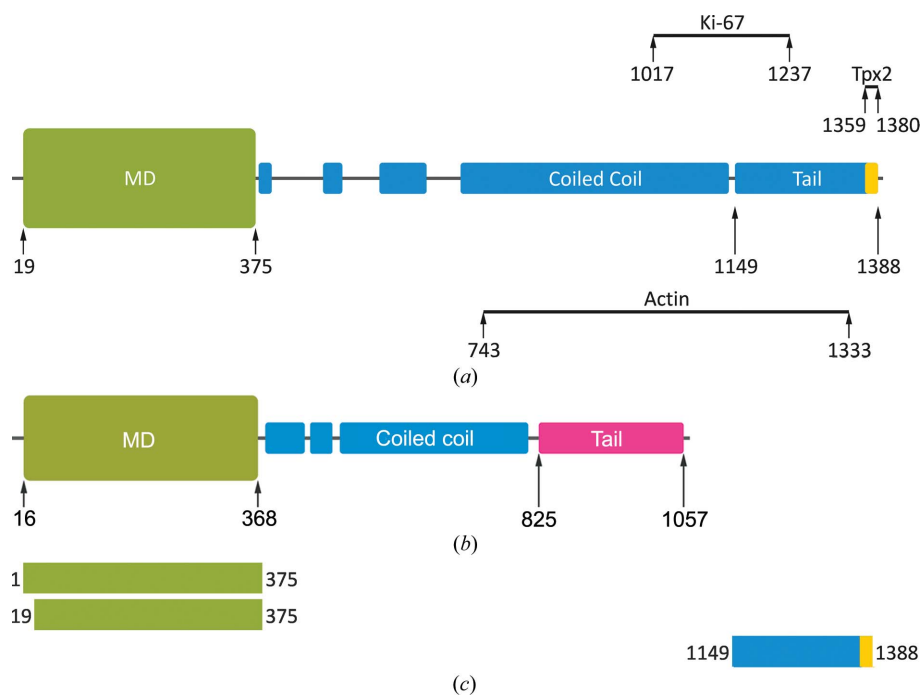 Ki-67
1017 1237
Tpx2
1359 1380
MD Coiled Coil Tail
19 375 1149 1388
Actin
743 1333
(a)
MD Coiled coil Tail
16 368 825 1057
(b)
1 375
19 375
1149 1388
(c)